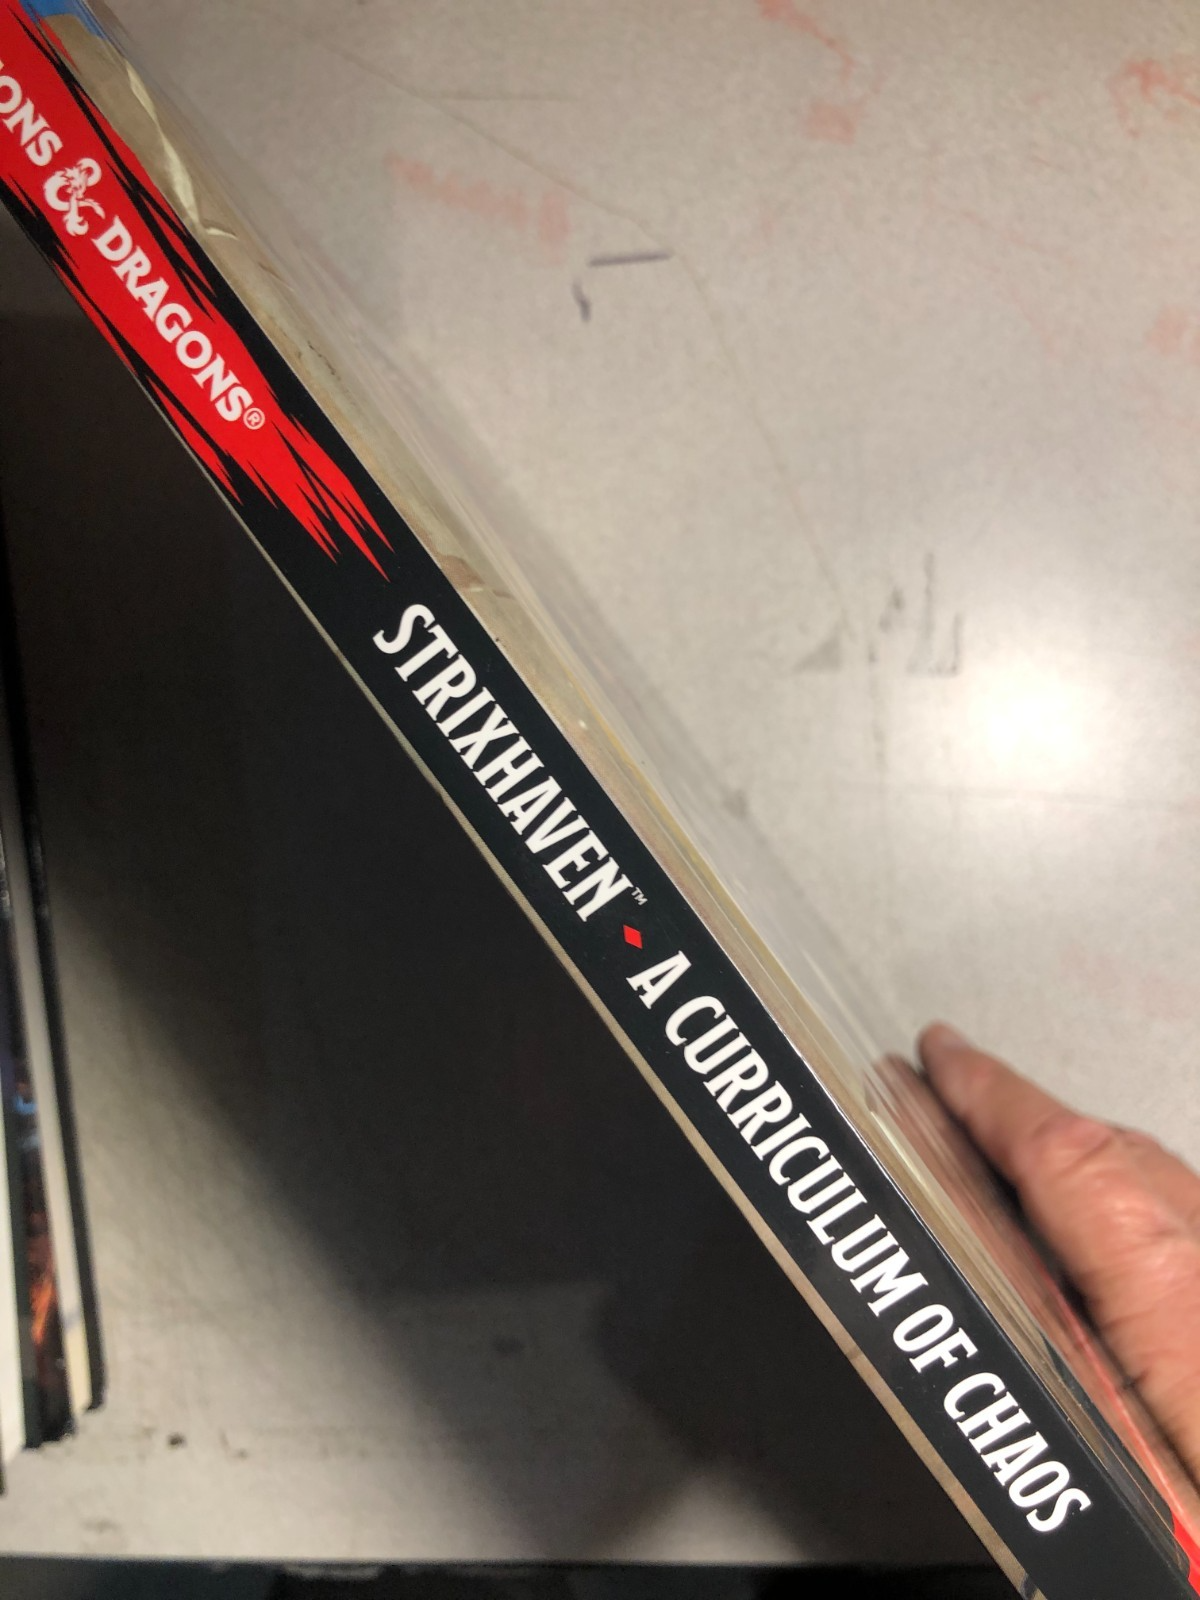 ONS & DRAGONS®
STRIXHAVEN™ ♦ A CURRICULUM OF CHAOS